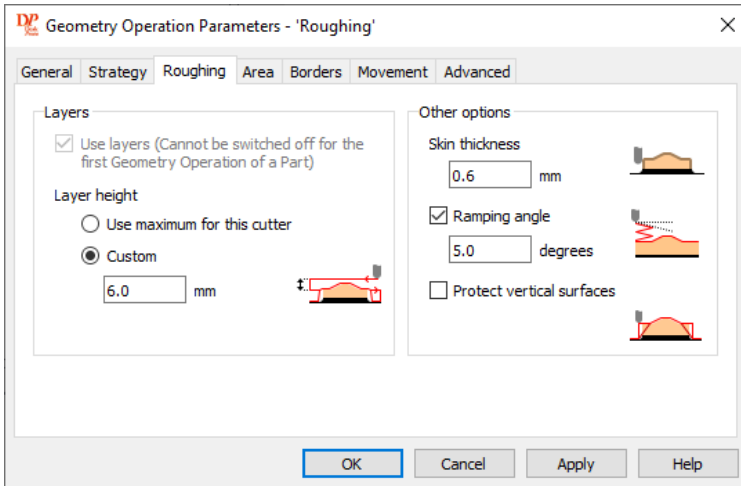 DP
Geometry Operation Parameters - 'Roughing'
General Strategy Roughing Area Borders Movement Advanced
Layers
Use layers (Cannot be switched off for the
first Geometry Operation of a Part)
Layer height
Use maximum for this cutter
Custom
6.0 mm
Other options
Skin thickness
0.6 mm
Ramping angle
5.0 degrees
Protect vertical surfaces
OK Cancel Apply Help